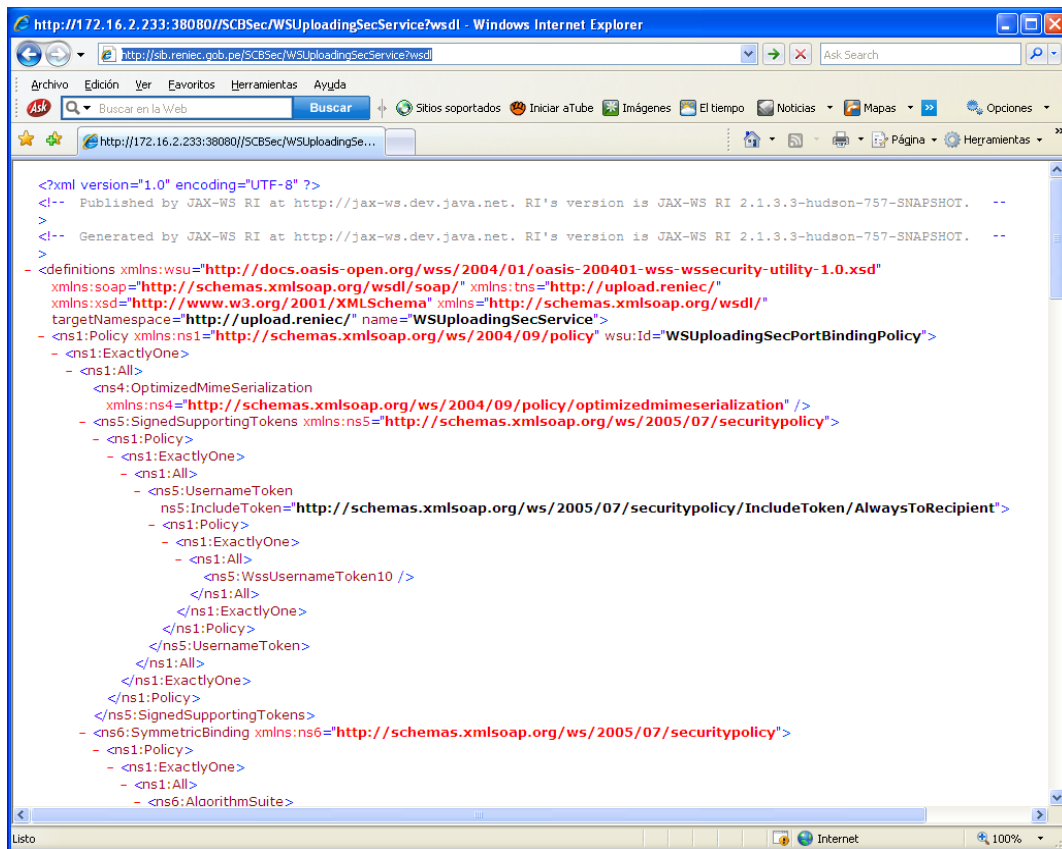 http://172.16.2.233:38080//SCBSec/WSUploadingSecService?wsdl - Windows Internet Explorer
http://sib.reniec.gob.pe/SCBSec/WSUploadingSecService?wsdl Ask Search
Archivo Edición Ver Favoritos Herramientas Ayuda
Ask Buscar en la Web Buscar Sitios soportados Iniciar aTube Imágenes El tiempo Noticias Mapas » Opciones
http://172.16.2.233:38080//SCBSec/WSUploadingSe... Página Herramientas »
<?xml version="1.0" encoding="UTF-8" ?>
<!-- Published by JAX-WS RI at http://jax-ws.dev.java.net. RI's version is JAX-WS RI 2.1.3.3-hudson-757-SNAPSHOT. --
>
<!-- Generated by JAX-WS RI at http://jax-ws.dev.java.net. RI's version is JAX-WS RI 2.1.3.3-hudson-757-SNAPSHOT. --
>
- <definitions xmlns:wsu="http://docs.oasis-open.org/wss/2004/01/oasis-200401-wss-wssecurity-utility-1.0.xsd"
xmlns:soap="http://schemas.xmlsoap.org/wsdl/soap/" xmlns:tns="http://upload.reniec/"
xmlns:xsd="http://www.w3.org/2001/XMLSchema" xmlns="http://schemas.xmlsoap.org/wsdl/"
targetNamespace="http://upload.reniec/" name="WSUploadingSecService">
- <ns1:Policy xmlns:ns1="http://schemas.xmlsoap.org/ws/2004/09/policy" wsu:Id="WSUploadingSecPortBindingPolicy">
- <ns1:ExactlyOne>
- <ns1:All>
<ns4:OptimizedMimeSerialization
xmlns:ns4="http://schemas.xmlsoap.org/ws/2004/09/policy/optimizedmimeserialization" />
- <ns5:SignedSupportingTokens xmlns:ns5="http://schemas.xmlsoap.org/ws/2005/07/securitypolicy">
- <ns1:Policy>
- <ns1:ExactlyOne>
- <ns1:All>
- <ns5:UsernameToken
ns5:IncludeToken="http://schemas.xmlsoap.org/ws/2005/07/securitypolicy/IncludeToken/AlwaysToRecipient">
- <ns1:Policy>
- <ns1:ExactlyOne>
- <ns1:All>
<ns5:WssUsernameToken10 />
</ns1:All>
</ns1:ExactlyOne>
</ns1:Policy>
</ns5:UsernameToken>
</ns1:All>
</ns1:ExactlyOne>
</ns1:Policy>
</ns5:SignedSupportingTokens>
- <ns6:SymmetricBinding xmlns:ns6="http://schemas.xmlsoap.org/ws/2005/07/securitypolicy">
- <ns1:Policy>
- <ns1:ExactlyOne>
- <ns1:All>
- <ns6:AlgorithmSuite>
Listo Internet 100%